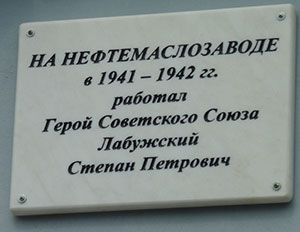 НА НЕФТЕМАСЛОЗАВОДЕ
в 1941 – 1942 гг.
работал
Герой Советского Союза
Лабужский
Степан Петрович